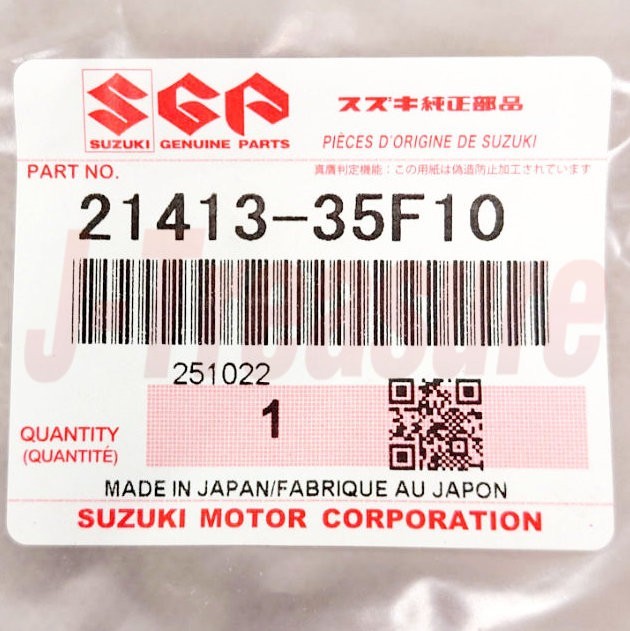 SGP
スズキ純正部品
SUZUKI GENUINE PARTS
PIÈCES D'ORIGINE DE SUZUKI
PART NO.
真贋判定機能：この用紙は偽造防止加工されています
21413-35F10
J-Treasure
251022
1
QUANTITY
(QUANTITÉ)
MADE IN JAPAN/FABRIQUE AU JAPON
SUZUKI MOTOR CORPORATION